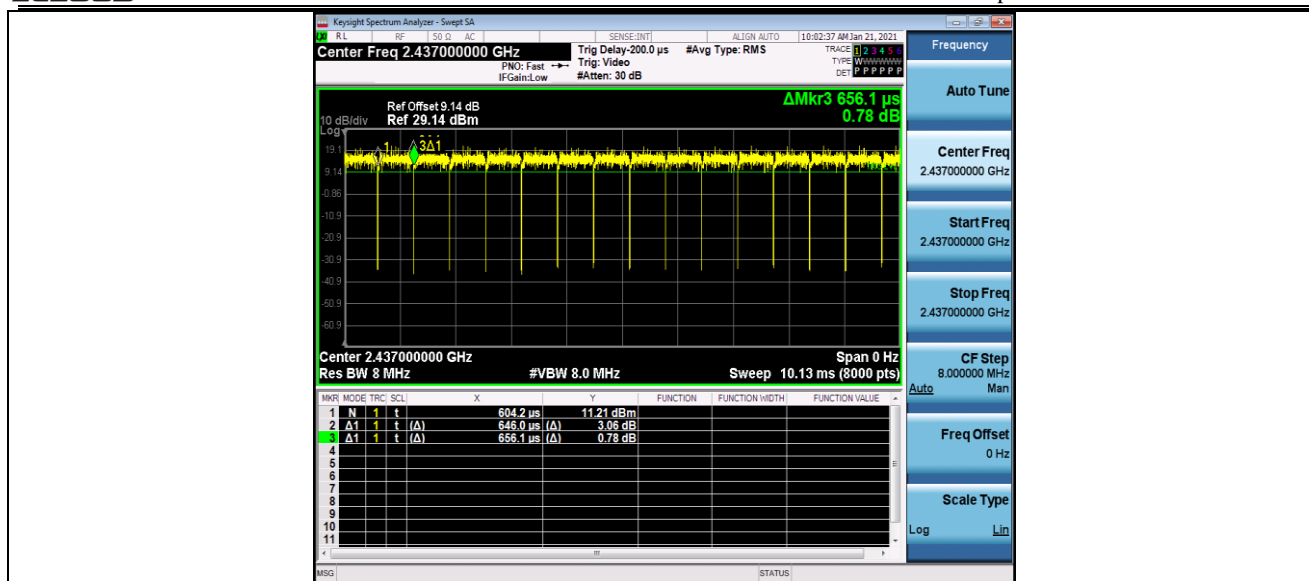 Keysight Spectrum Analyzer - Swept SA
RL RF 50 Ω AC SENSE:INT ALIGN AUTO 10:02:37 AM Jan 21, 2021
Center Freq 2.437000000 GHz
PNO: Fast
IFGain:Low
Trig Delay-200.0 µs
Trig: Video
#Atten: 30 dB
#Avg Type: RMS
TRACE 1 2 3 4 5 6
TYPE WWWWWW
DET P P P P P P
ΔMkr3 656.1 µs
0.78 dB
Ref Offset 9.14 dB
10 dB/div Ref 29.14 dBm
Log
19.1
9.14
-0.86
-10.9
-20.9
-30.9
-40.9
-50.9
-60.9
1
3Δ1
Center 2.437000000 GHz Span 0 Hz
Res BW 8 MHz #VBW 8.0 MHz Sweep 10.13 ms (8000 pts)
MKR MODE TRC SCL X Y FUNCTION FUNCTION WIDTH FUNCTION VALUE
1 N 1 t 604.2 µs 11.21 dBm
2 Δ1 1 t (Δ) 646.0 µs (Δ) 3.06 dB
3 Δ1 1 t (Δ) 656.1 µs (Δ) 0.78 dB
4
5
6
7
8
9
10
11
MSG STATUS
Frequency
Auto Tune
Center Freq
2.437000000 GHz
Start Freq
2.437000000 GHz
Stop Freq
2.437000000 GHz
CF Step
8.000000 MHz
Auto Man
Freq Offset
0 Hz
Scale Type
Log Lin